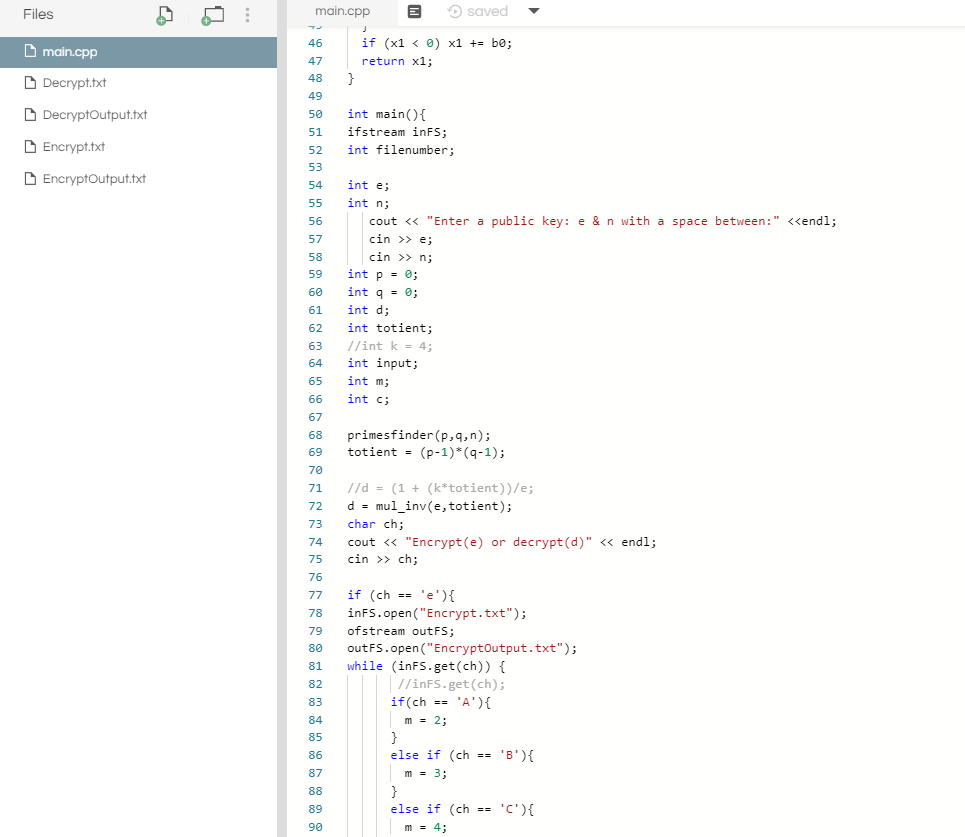 Files
main.cpp
Decrypt.txt
DecryptOutput.txt
Encrypt.txt
EncryptOutput.txt
main.cpp saved
45 }
46 if (x1 < 0) x1 += b0;
47 return x1;
48 }
49
50 int main(){
51 ifstream inFS;
52 int filenumber;
53
54 int e;
55 int n;
56 cout << "Enter a public key: e & n with a space between:" <<endl;
57 cin >> e;
58 cin >> n;
59 int p = 0;
60 int q = 0;
61 int d;
62 int totient;
63 //int k = 4;
64 int input;
65 int m;
66 int c;
67
68 primesfinder(p,q,n);
69 totient = (p-1)*(q-1);
70
71 //d = (1 + (k*totient))/e;
72 d = mul_inv(e,totient);
73 char ch;
74 cout << "Encrypt(e) or decrypt(d)" << endl;
75 cin >> ch;
76
77 if (ch == 'e'){
78 inFS.open("Encrypt.txt");
79 ofstream outFS;
80 outFS.open("EncryptOutput.txt");
81 while (inFS.get(ch)) {
82 //inFS.get(ch);
83 if(ch == 'A'){
84 m = 2;
85 }
86 else if (ch == 'B'){
87 m = 3;
88 }
89 else if (ch == 'C'){
90 m = 4;